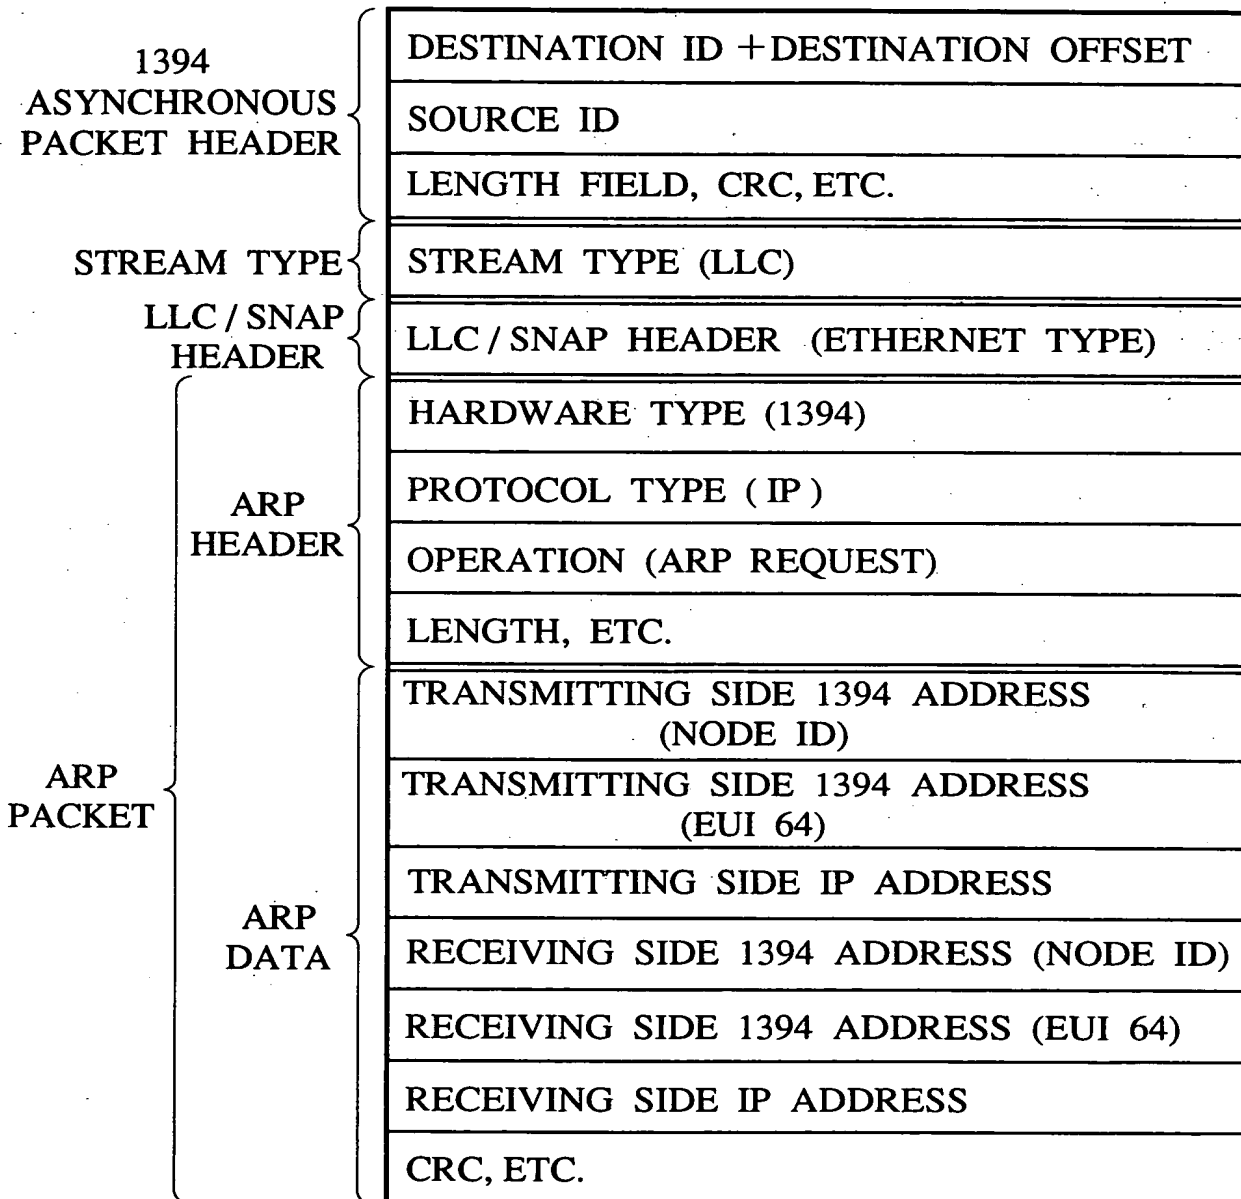 1394
ASYNCHRONOUS
PACKET HEADER
DESTINATION ID +DESTINATION OFFSET
SOURCE ID
LENGTH FIELD, CRC, ETC.
STREAM TYPE
STREAM TYPE (LLC)
LLC / SNAP
HEADER
LLC / SNAP HEADER (ETHERNET TYPE)
ARP
PACKET
ARP
HEADER
HARDWARE TYPE (1394)
PROTOCOL TYPE ( IP )
OPERATION (ARP REQUEST)
LENGTH, ETC.
ARP
DATA
TRANSMITTING SIDE 1394 ADDRESS
(NODE ID)
TRANSMITTING SIDE 1394 ADDRESS
(EUI 64)
TRANSMITTING SIDE IP ADDRESS
RECEIVING SIDE 1394 ADDRESS (NODE ID)
RECEIVING SIDE 1394 ADDRESS (EUI 64)
RECEIVING SIDE IP ADDRESS
CRC, ETC.